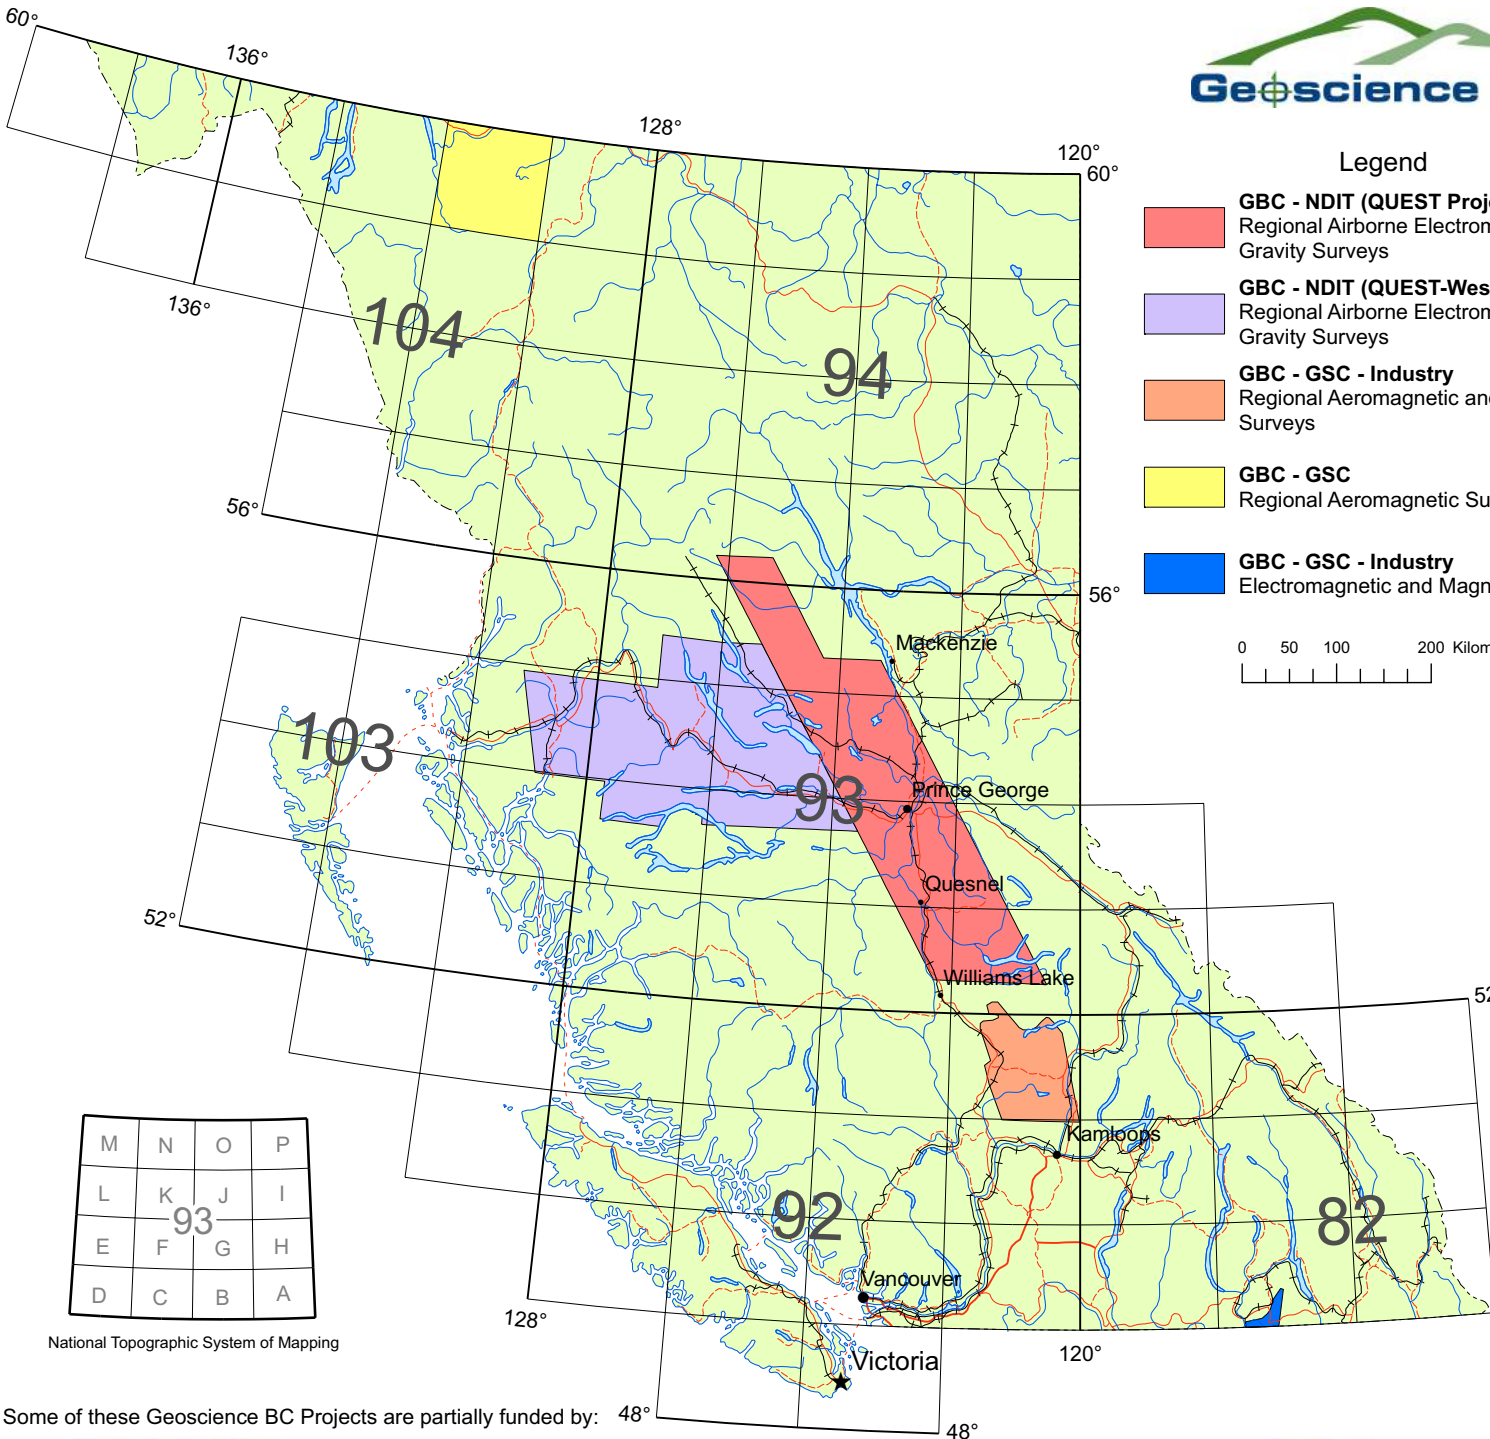 60°
136°
128°
120°
60°
136°
104
94
56°
56°
Mackenzie
103
93
Prince George
Quesnel
52°
Williams Lake
52
Kamloops
92
82
Vancouver
128°
120°
Victoria
48°
48°
Geoscience
Legend
GBC - NDIT (QUEST Proje
Regional Airborne Electrom
Gravity Surveys
GBC - NDIT (QUEST-Wes
Regional Airborne Electrom
Gravity Surveys
GBC - GSC - Industry
Regional Aeromagnetic and
Surveys
GBC - GSC
Regional Aeromagnetic Su
GBC - GSC - Industry
Electromagnetic and Magn
0 50 100 200 Kilom
M N O P
L K J I
93
E F G H
D C B A
National Topographic System of Mapping
Some of these Geoscience BC Projects are partially funded by: